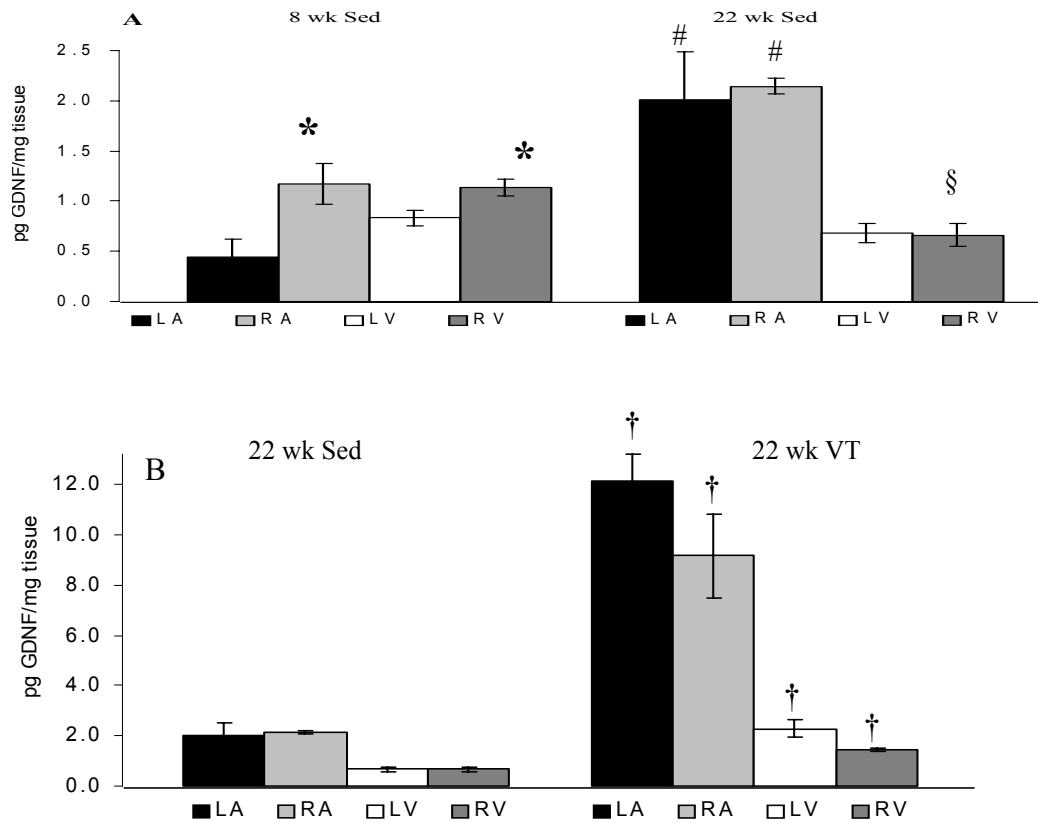 A
8 wk Sed
22 wk Sed
pg GDNF/mg tissue
2.5
2.0
1.5
1.0
0.5
0.0
*
*
#
#
§
LA RA LV RV
LA RA LV RV
B
22 wk Sed
22 wk VT
pg GDNF/mg tissue
12.0
10.0
8.0
6.0
4.0
2.0
0.0
†
†
†
†
LA RA LV RV
LA RA LV RV